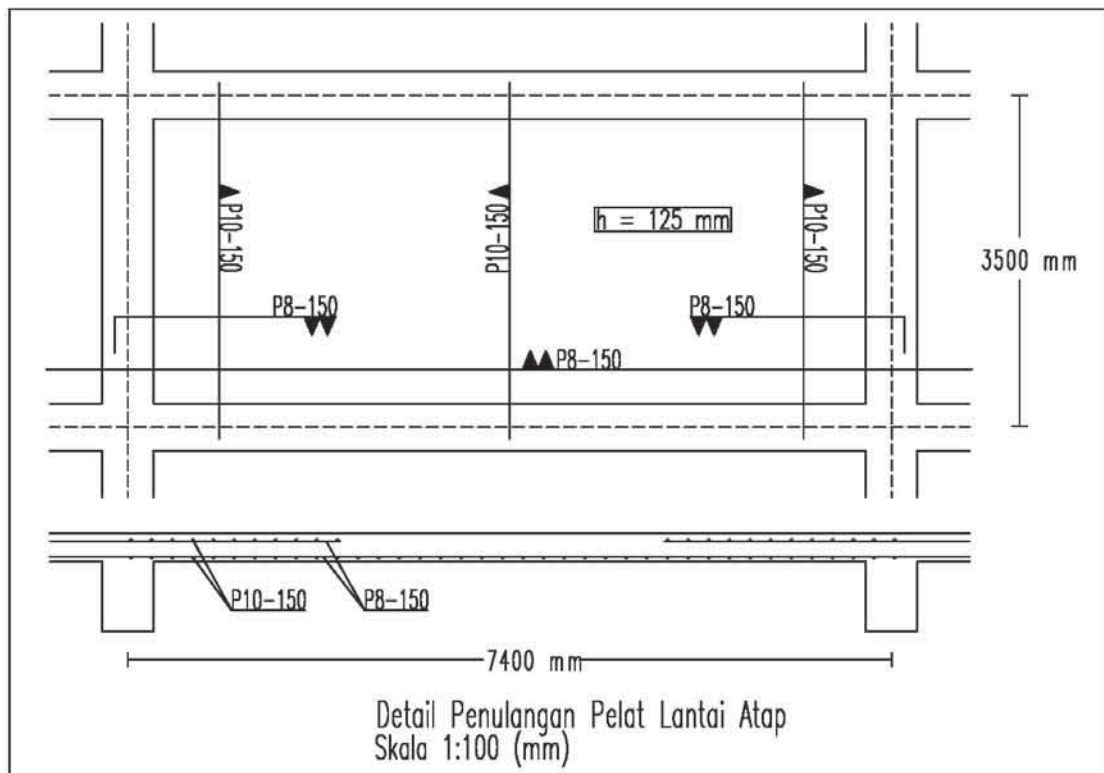 P10-150
P10-150
P10-150
h = 125 mm
3500 mm
P8-150
P8-150
P8-150
P10-150
P8-150
7400 mm
Detail Penulangan Pelat Lantai Atap
Skala 1:100 (mm)